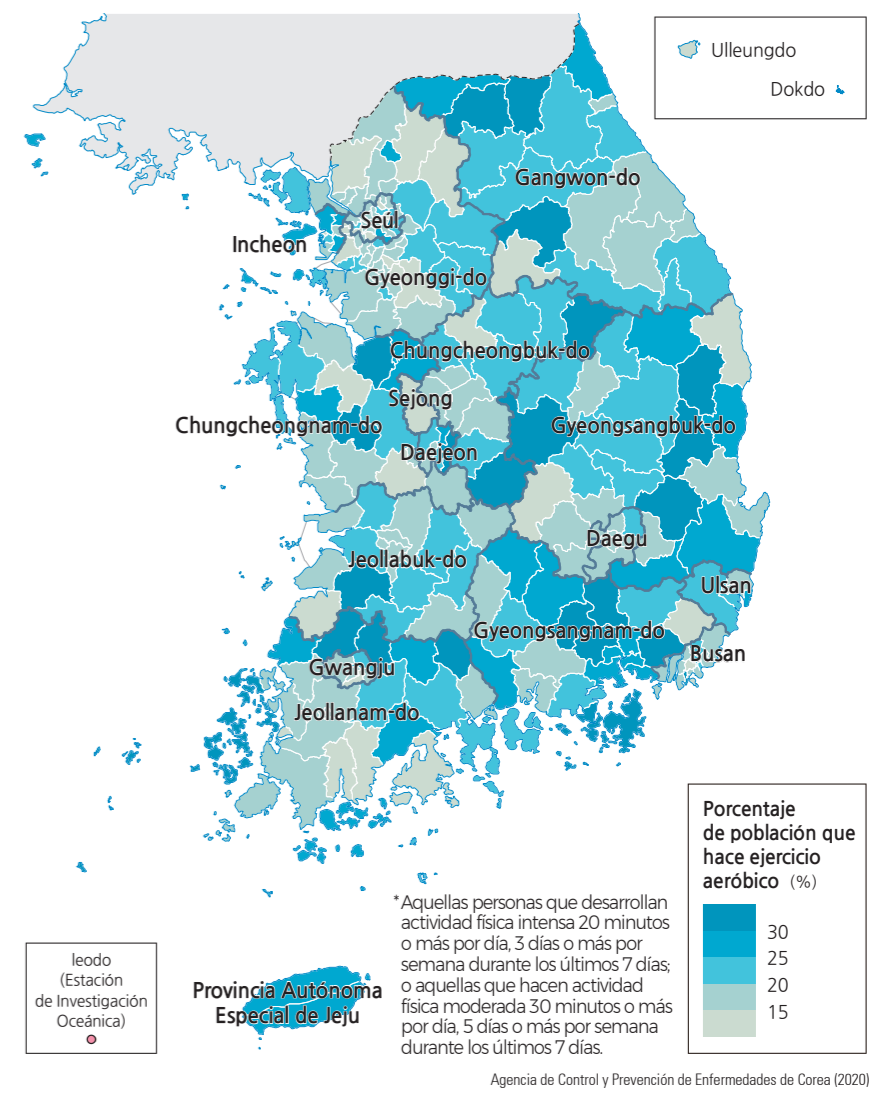 Ulleungdo
Dokdo
Gangwon-do
Seúl
Incheon
Gyeonggi-do
Chungcheongbuk-do
Sejong
Chungcheongnam-do
Gyeongsangbuk-do
Daejeon
Daegu
Jeollabuk-do
Ulsan
Gyeongsangnam-do
Busan
Gwangju
Jeollanam-do
Porcentaje
de población que
hace ejercicio
aeróbico (%)
30
25
20
15
*Aquellas personas que desarrollan
actividad física intensa 20 minutos
o más por día, 3 días o más por
semana durante los últimos 7 días;
o aquellas que hacen actividad
física moderada 30 minutos o más
por día, 5 días o más por semana
durante los últimos 7 días.
Ieodo
(Estación
de Investigación
Oceánica)
Provincia Autónoma
Especial de Jeju
Agencia de Control y Prevención de Enfermedades de Corea (2020)